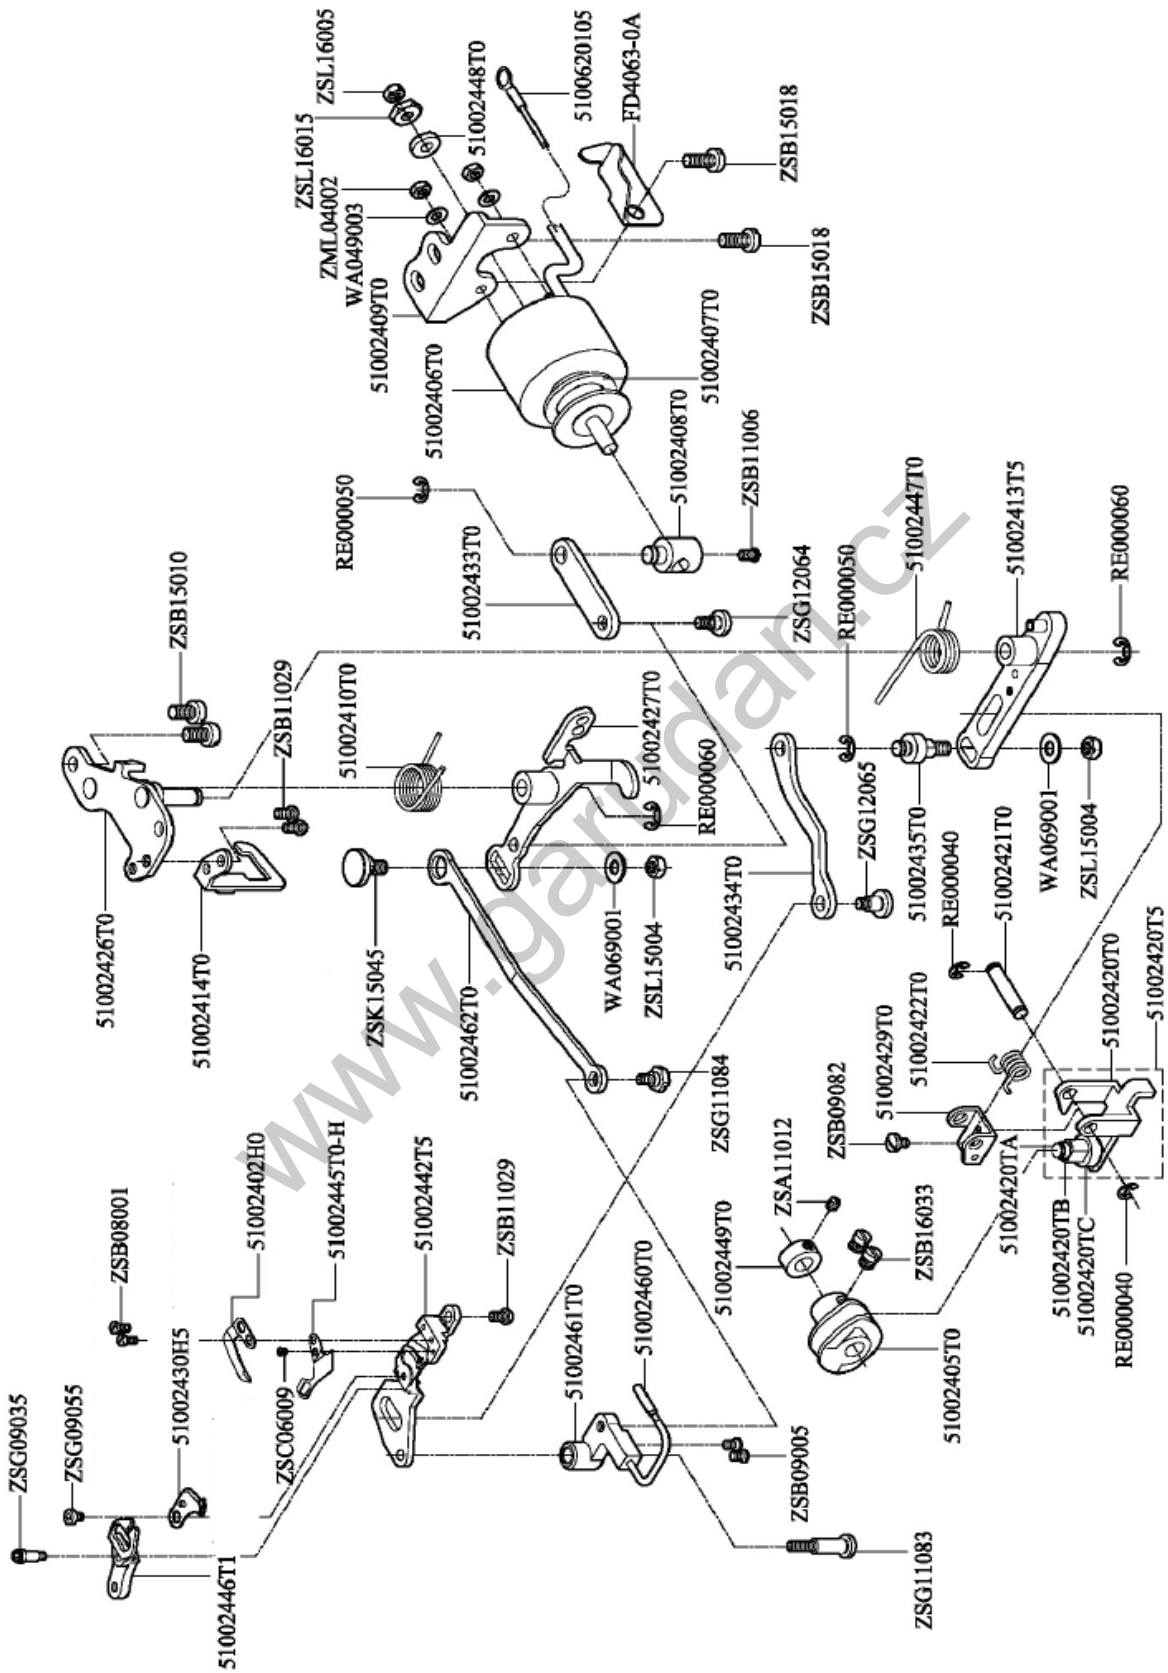 ZSL16005
ZSL16015
51002448T0
ZML04002
WA049003
5100620105
FD4063-0A
51002409T0
ZSB15018
ZSB15018
51002406T0
51002407T0
RE000050
51002408T0
51002433T0
ZSB11006
ZSG12064
RE000050
51002447T0
51002413T5
RE000060
ZSB15010
ZSB11029
51002410T0
51002427T0
RE000060
51002426T0
51002414T0
ZSK15045
51002462T0
WA069001
ZSL15004
51002434T0
ZSG12065
51002435T0
RE000040
51002421T0
WA069001
ZSL15004
51002420T5
51002420T0
51002422T0
51002429T0
ZSB09082
ZSG11084
51002420TA
51002420TB
51002420TC
RE000040
ZSB08001
51002402H0
51002445T0-H
51002442T5
ZSB11029
ZSA11012
51002449T0
ZSB16033
51002405T0
51002461T0
51002460T0
ZSB09005
ZSG11083
ZSG09035
ZSG09055
51002430H5
ZSC06009
51002446T1
www.garudan.cz